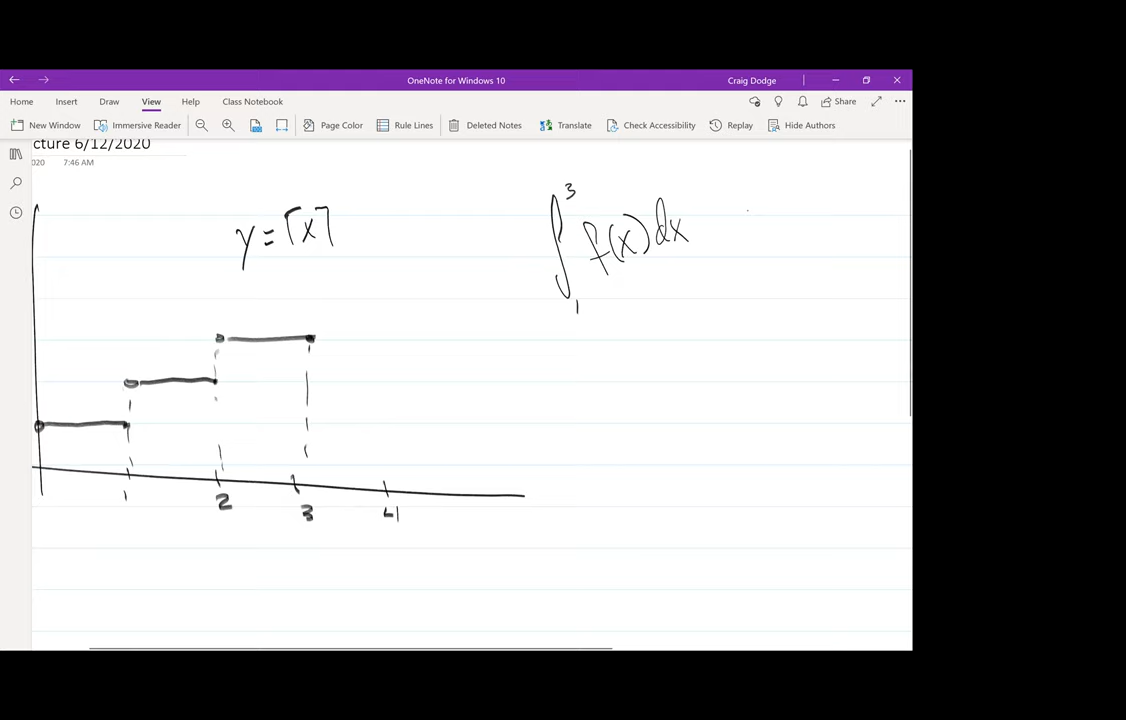 OneNote for Windows 10
Craig Dodge
Home Insert Draw View Help Class Notebook
Share
New Window Immersive Reader Page Color Rule Lines Deleted Notes Translate Check Accessibility Replay Hide Authors
cture 6/12/2020
020 7:46 AM
y = ⌈x⌉
∫₁³ f(x) dx
1 2 3 4